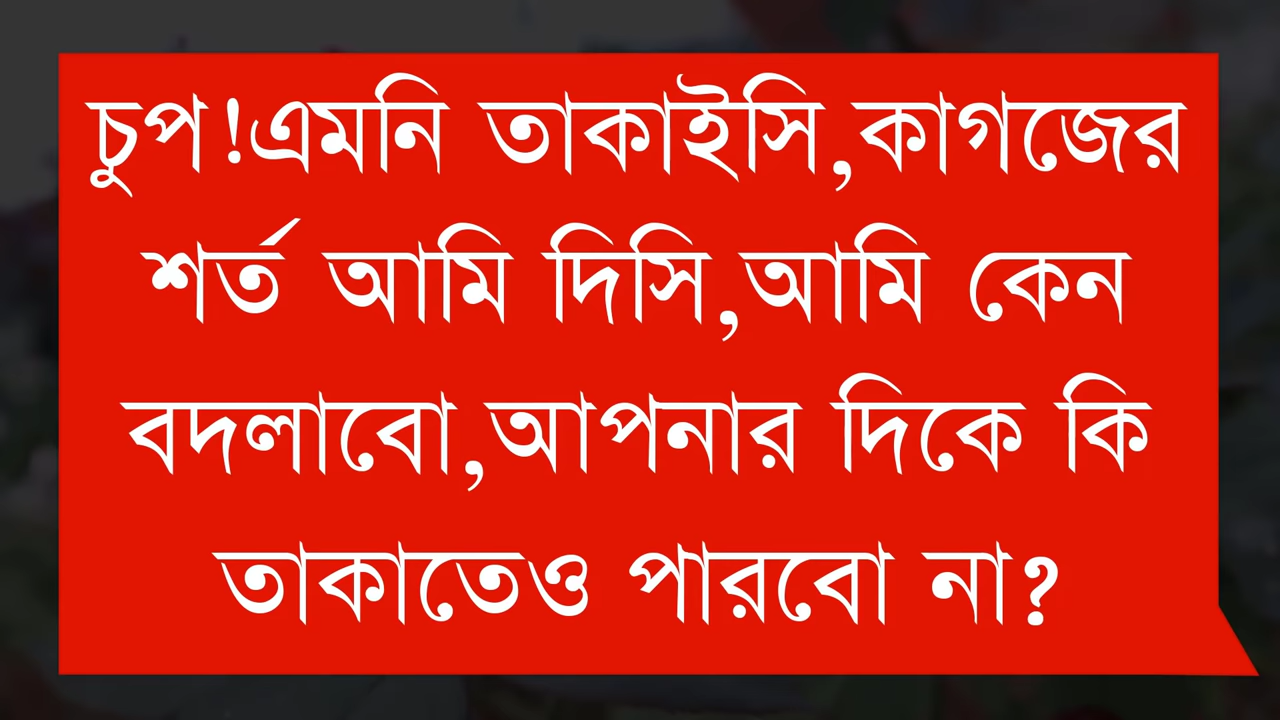 চুপ!এমনি তাকাইসি,কাগজের
শর্ত আমি দিসি,আমি কেন
বদলাবো,আপনার দিকে কি
তাকাতেও পারবো না?